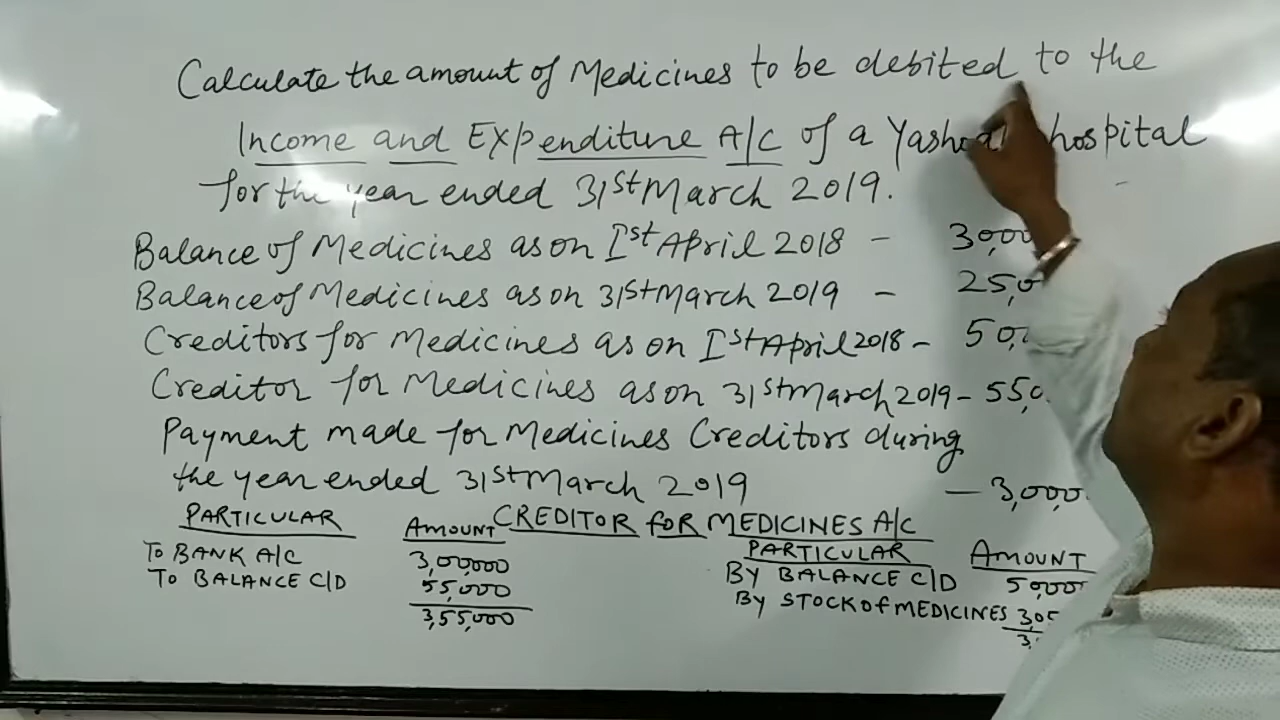 Calculate the amount of Medicines to be debited to the
Income and Expenditure A/C of a hospital
for the year ended 31st March 2019.
Balance of Medicines as on Ist April 2018 -
Balance of Medicines as on 31st March 2019 -
Creditors for Medicines as on Ist April 2018 -
Creditor for Medicines as on 31st March 2019 -
Payment made for Medicines Creditors during
the year ended 31st March 2019 -
CREDITOR for MEDICINES A/C
PARTICULAR AMOUNT PARTICULAR AMOUNT
To BANK A/C 3,00,000 By BALANCE C/D 50,000
To BALANCE C/D 55,000 By STOCK of MEDICINES
3,55,000